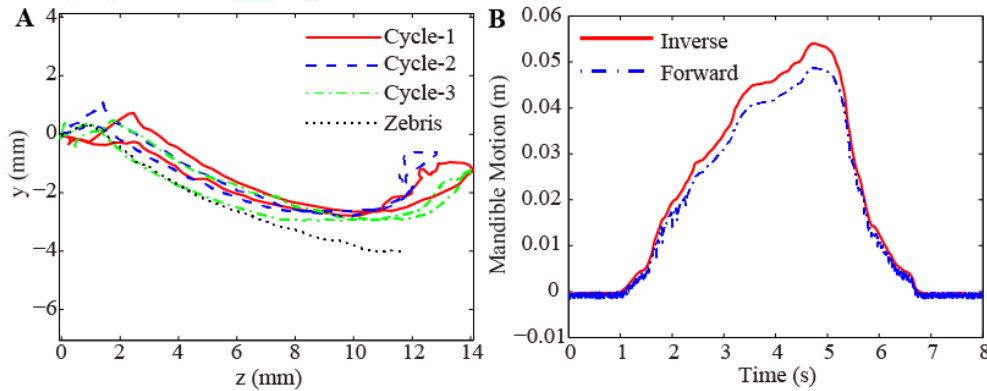 A
4
2
0
−2
−4
−6
y (mm)
0
2
4
6
8
10
12
14
z (mm)
Cycle-1
Cycle-2
Cycle-3
Zebris
B
0.06
0.05
0.04
0.03
0.02
0.01
0
−0.01
Mandible Motion (m)
0
1
2
3
4
5
6
7
8
Time (s)
Inverse
Forward